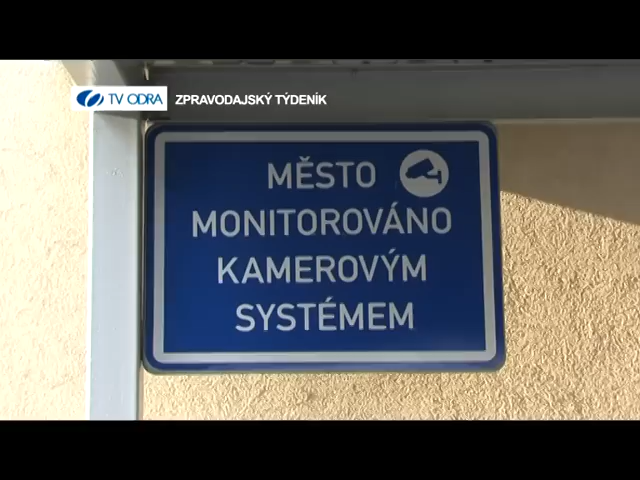 TV ODRA ZPRAVODAJSKÝ TÝDENÍK
MĚSTO
MONITOROVÁNO
KAMEROVÝM
SYSTÉMEM